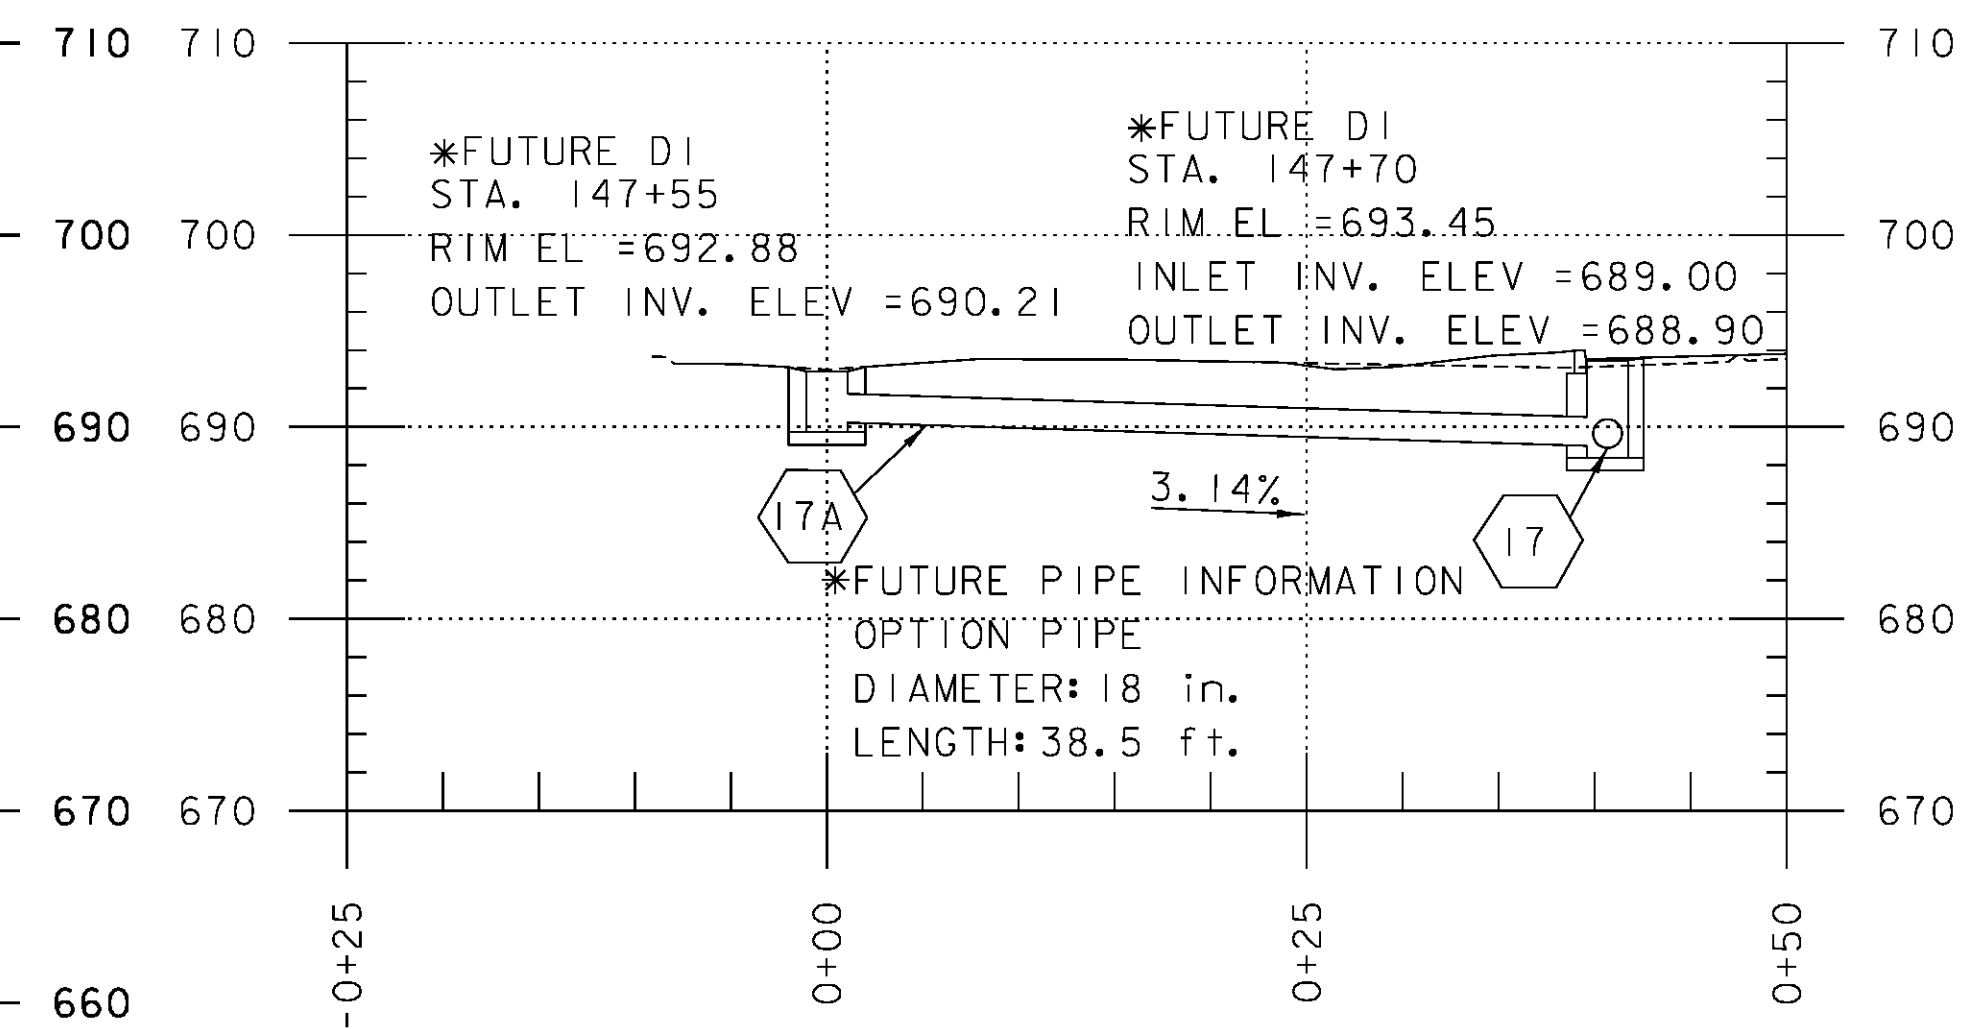 710 710 710
*FUTURE DI
STA. 147+55
RIM EL =692.88
OUTLET INV. ELEV =690.21
*FUTURE DI
STA. 147+70
RIM EL =693.45
INLET INV. ELEV =689.00
OUTLET INV. ELEV =688.90
700 700 700
690 690 690
17A
3.14%
17
*FUTURE PIPE INFORMATION
OPTION PIPE
DIAMETER: 18 in.
LENGTH: 38.5 ft.
680 680 680
670 670 670
660
-0+25
0+00
0+25
0+50